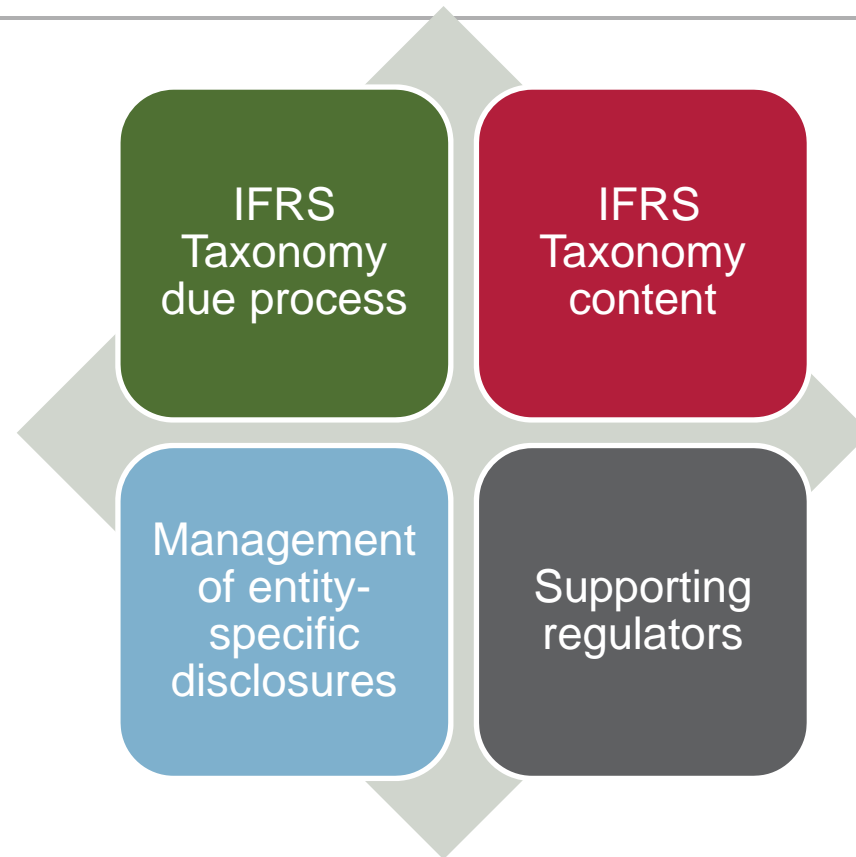 IFRS
Taxonomy
due process
IFRS
Taxonomy
content
Management
of entity-
specific
disclosures
Supporting
regulators